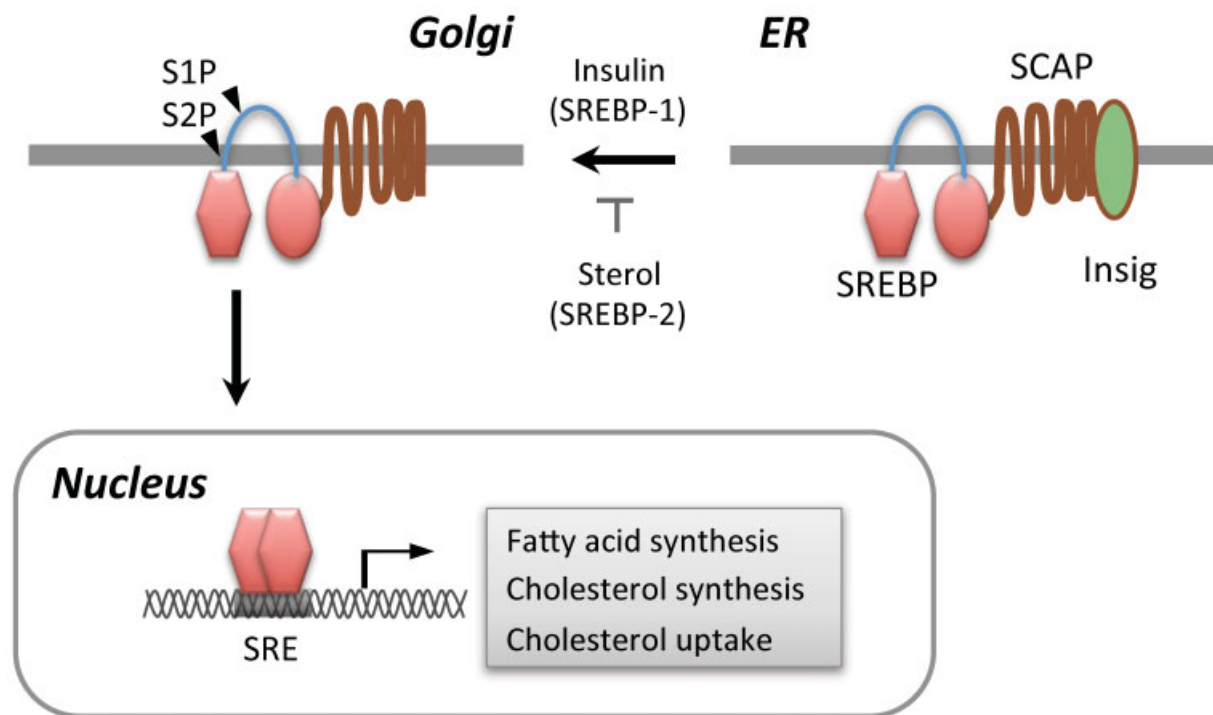 Golgi
ER
S1P
S2P
Insulin
(SREBP-1)
SCAP
Sterol
(SREBP-2)
SREBP
Insig
Nucleus
SRE
Fatty acid synthesis
Cholesterol synthesis
Cholesterol uptake